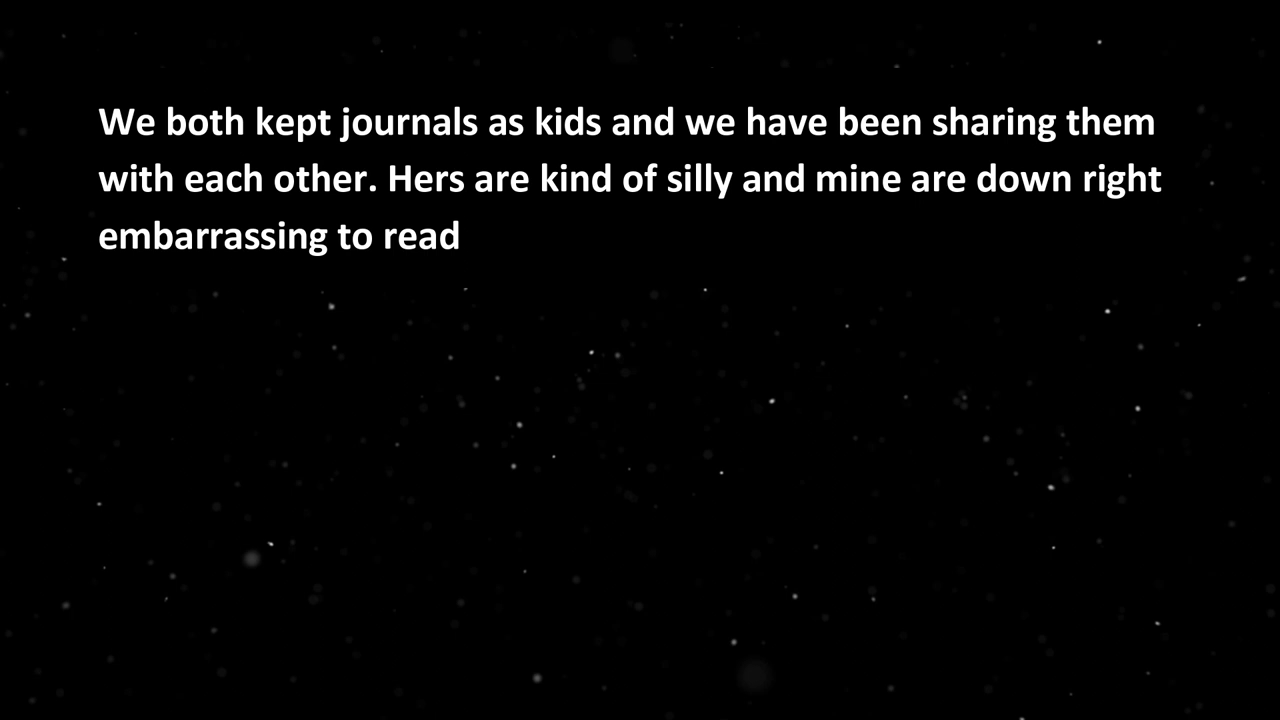 We both kept journals as kids and we have been sharing them
with each other. Hers are kind of silly and mine are down right
embarrassing to read